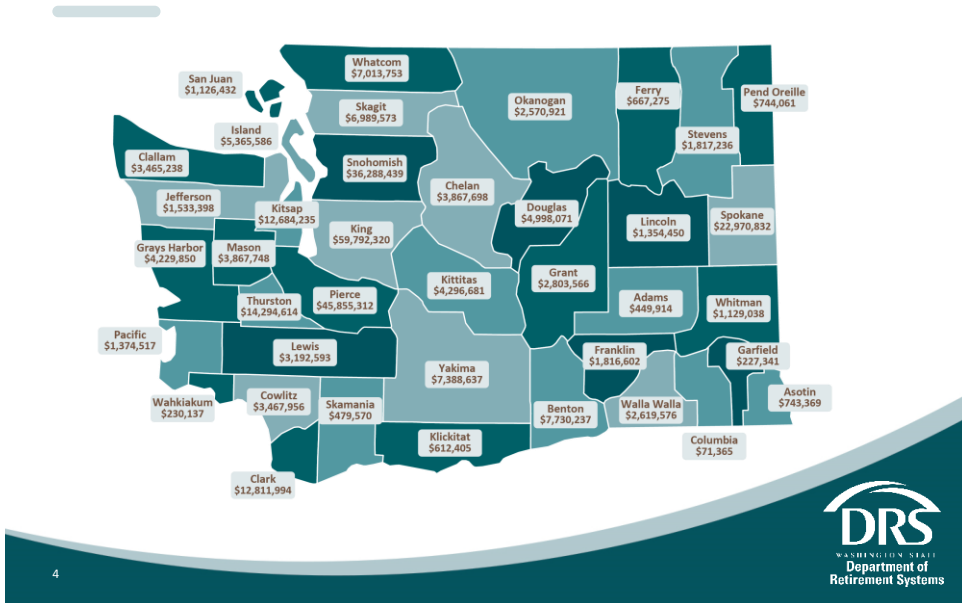 Whatcom
$7,013,753
San Juan
$1,126,432
Skagit
$6,989,573
Okanogan
$2,570,921
Ferry
$667,275
Pend Oreille
$744,061
Island
$5,365,586
Stevens
$1,817,236
Clallam
$3,465,238
Snohomish
$36,288,439
Chelan
$3,867,698
Jefferson
$1,533,398
Kitsap
$12,684,235
Douglas
$4,998,071
Lincoln
$1,354,450
Spokane
$22,970,832
King
$59,792,320
Grays Harbor
$4,229,850
Mason
$3,867,748
Kittitas
$4,296,681
Grant
$2,803,566
Thurston
$14,294,614
Pierce
$45,855,312
Adams
$449,914
Whitman
$1,129,038
Pacific
$1,374,517
Lewis
$3,192,593
Yakima
$7,388,637
Franklin
$1,816,602
Garfield
$227,341
Wahkiakum
$230,137
Cowlitz
$3,467,956
Skamania
$479,570
Benton
$7,730,237
Walla Walla
$2,619,576
Asotin
$743,369
Klickitat
$612,405
Columbia
$71,365
Clark
$12,811,994
4
DRS
WASHINGTON STATE
Department of
Retirement Systems